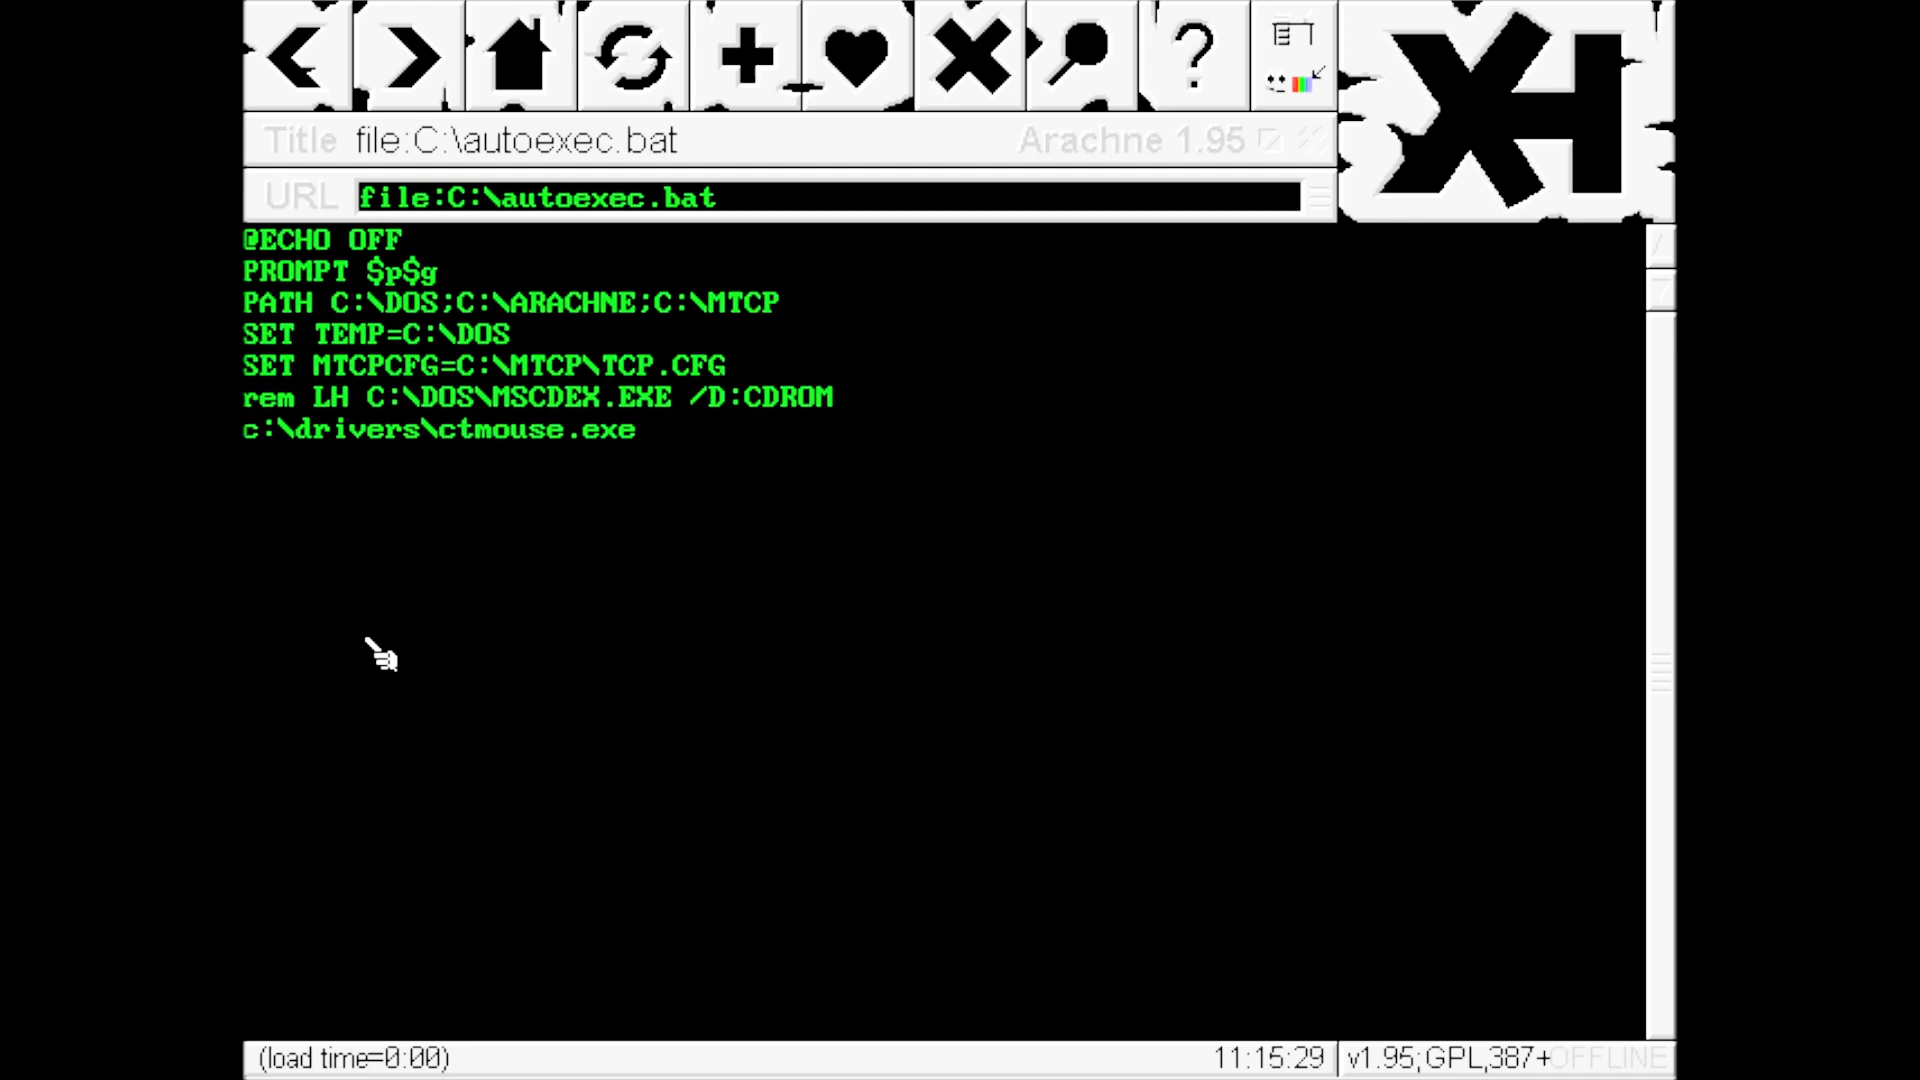 Title file:C:\autoexec.bat Arachne 1.95
URL file:C:\autoexec.bat
@ECHO OFF
PROMPT $p$g
PATH C:\DOS;C:\ARACHNE;C:\MTCP
SET TEMP=C:\DOS
SET MTCPCFG=C:\MTCP\TCP.CFG
rem LH C:\DOS\MSCDEX.EXE /D:CDROM
c:\drivers\ctmouse.exe
(load time=0:00) 11:15:29 v1.95;GPL,387+ OFFLINE